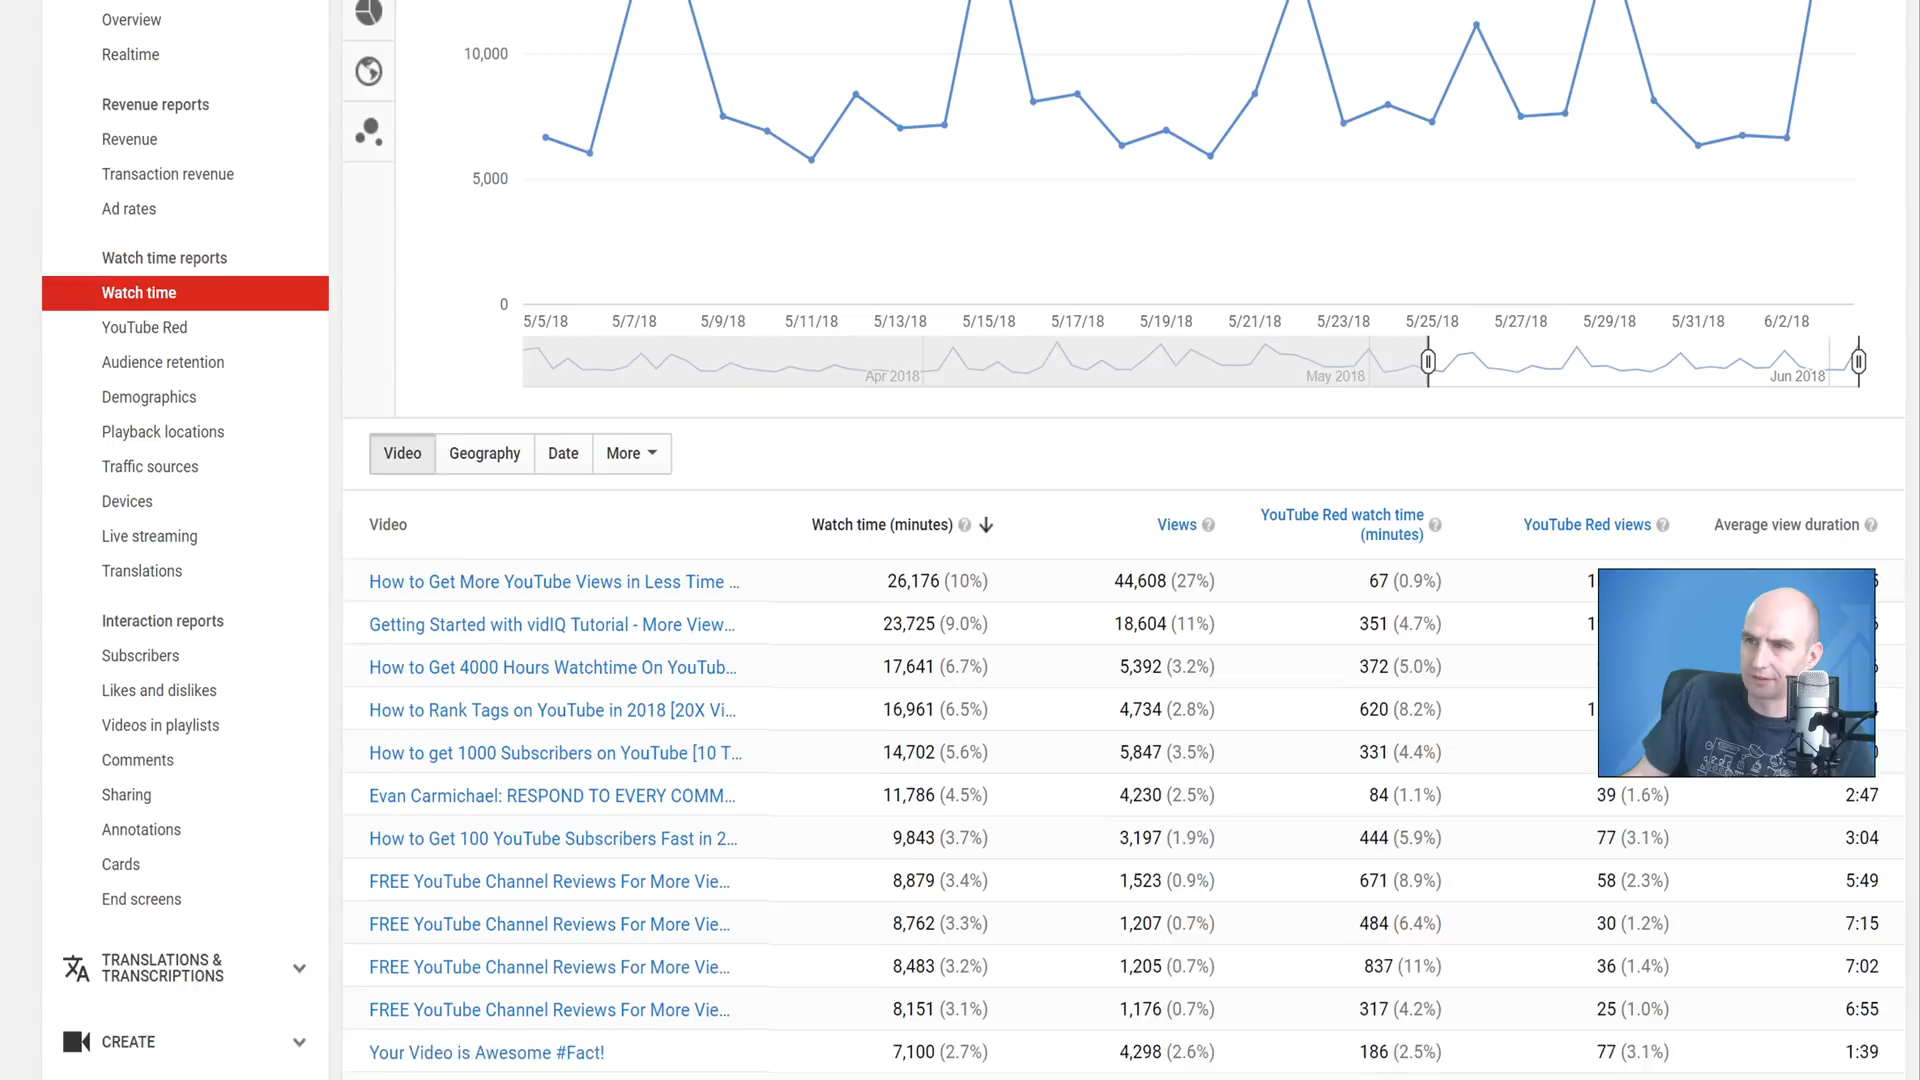 Overview
Realtime
Revenue reports
Revenue
Transaction revenue
Ad rates
Watch time reports
Watch time
YouTube Red
Audience retention
Demographics
Playback locations
Traffic sources
Devices
Live streaming
Translations
Interaction reports
Subscribers
Likes and dislikes
Videos in playlists
Comments
Sharing
Annotations
Cards
End screens
TRANSLATIONS &
TRANSCRIPTIONS
CREATE
10,000
5,000
0
5/5/18 5/7/18 5/9/18 5/11/18 5/13/18 5/15/18 5/17/18 5/19/18 5/21/18 5/23/18 5/25/18 5/27/18 5/29/18 5/31/18 6/2/18
Apr 2018 May 2018 Jun 2018
Video Geography Date More
Video Watch time (minutes) ? Views ? YouTube Red watch time (minutes) ? YouTube Red views ? Average view duration ?
How to Get More YouTube Views in Less Time ... 26,176 (10%) 44,608 (27%) 67 (0.9%)
Getting Started with vidIQ Tutorial - More View... 23,725 (9.0%) 18,604 (11%) 351 (4.7%)
How to Get 4000 Hours Watchtime On YouTub... 17,641 (6.7%) 5,392 (3.2%) 372 (5.0%)
How to Rank Tags on YouTube in 2018 [20X Vi... 16,961 (6.5%) 4,734 (2.8%) 620 (8.2%)
How to get 1000 Subscribers on YouTube [10 T... 14,702 (5.6%) 5,847 (3.5%) 331 (4.4%)
Evan Carmichael: RESPOND TO EVERY COMM... 11,786 (4.5%) 4,230 (2.5%) 84 (1.1%) 39 (1.6%) 2:47
How to Get 100 YouTube Subscribers Fast in 2... 9,843 (3.7%) 3,197 (1.9%) 444 (5.9%) 77 (3.1%) 3:04
FREE YouTube Channel Reviews For More Vie... 8,879 (3.4%) 1,523 (0.9%) 671 (8.9%) 58 (2.3%) 5:49
FREE YouTube Channel Reviews For More Vie... 8,762 (3.3%) 1,207 (0.7%) 484 (6.4%) 30 (1.2%) 7:15
FREE YouTube Channel Reviews For More Vie... 8,483 (3.2%) 1,205 (0.7%) 837 (11%) 36 (1.4%) 7:02
FREE YouTube Channel Reviews For More Vie... 8,151 (3.1%) 1,176 (0.7%) 317 (4.2%) 25 (1.0%) 6:55
Your Video is Awesome #Fact! 7,100 (2.7%) 4,298 (2.6%) 186 (2.5%) 77 (3.1%) 1:39